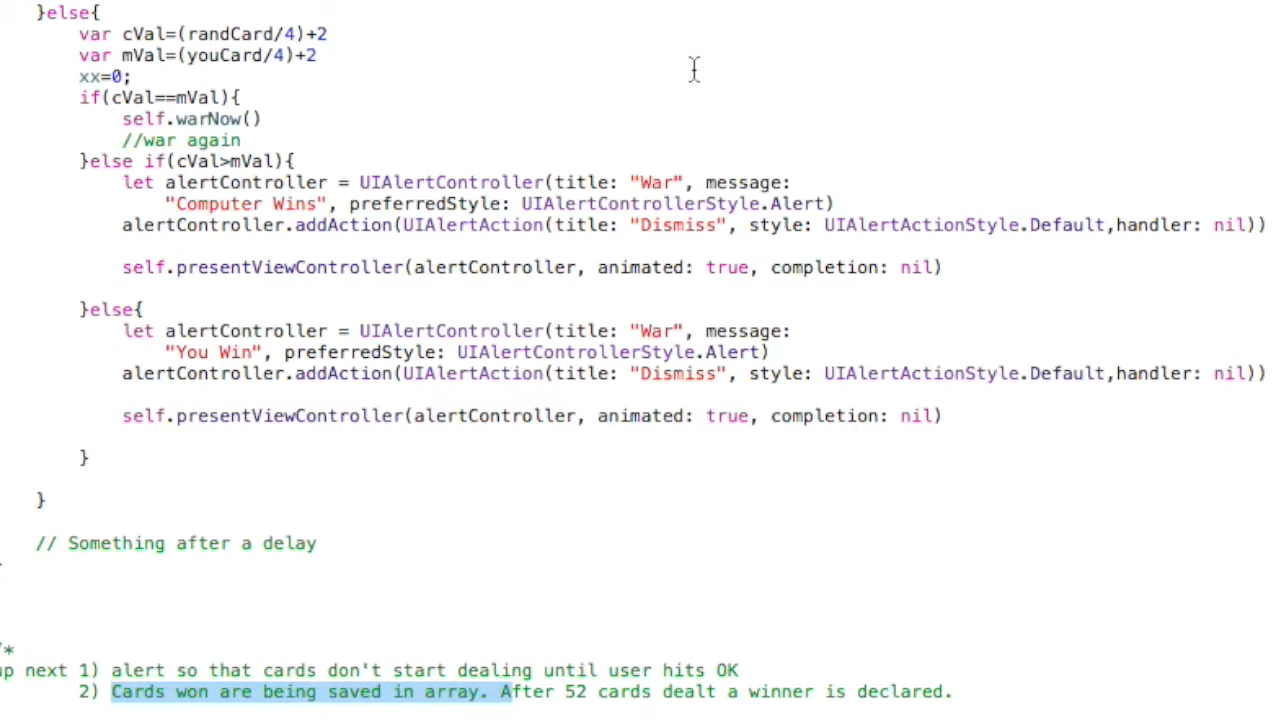 }else{
var cVal=(randCard/4)+2
var mVal=(youCard/4)+2
xx=0;
if(cVal==mVal){
self.warNow()
//war again
}else if(cVal>mVal){
let alertController = UIAlertController(title: "War", message:
"Computer Wins", preferredStyle: UIAlertControllerStyle.Alert)
alertController.addAction(UIAlertAction(title: "Dismiss", style: UIAlertActionStyle.Default,handler: nil))
self.presentViewController(alertController, animated: true, completion: nil)
}else{
let alertController = UIAlertController(title: "War", message:
"You Win", preferredStyle: UIAlertControllerStyle.Alert)
alertController.addAction(UIAlertAction(title: "Dismiss", style: UIAlertActionStyle.Default,handler: nil))
self.presentViewController(alertController, animated: true, completion: nil)
}
}
// Something after a delay
/*
up next 1) alert so that cards don't start dealing until user hits OK
2) Cards won are being saved in array. After 52 cards dealt a winner is declared.